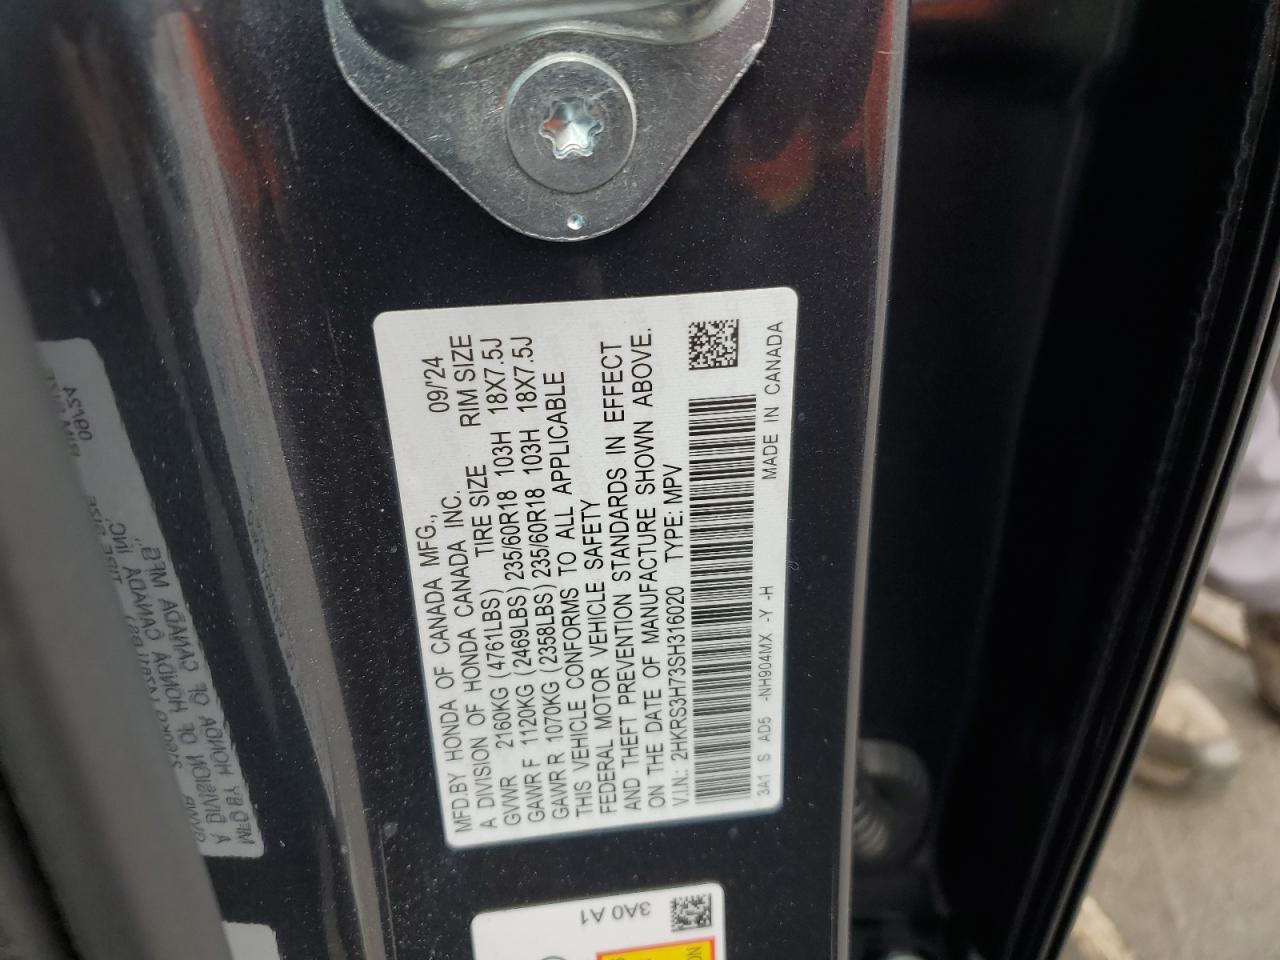 MFD.BY HONDA OF CANADA MFG., 09/'24
A DIVISION OF HONDA CANADA INC.
TIRE SIZE RIM SIZE
GVWR 2160KG (4761LBS)
GAWR F 1120KG (2469LBS) 235/60R18 103H 18X7.5J
GAWR R 1070KG (2358LBS) 235/60R18 103H 18X7.5J
THIS VEHICLE CONFORMS TO ALL APPLICABLE
FEDERAL MOTOR VEHICLE SAFETY
AND THEFT PREVENTION STANDARDS IN EFFECT
ON THE DATE OF MANUFACTURE SHOWN ABOVE.
V.I.N.: 2HKRS3H73SH316020 TYPE: MPV
3A1 S AD5 -NH904MX -Y -H MADE IN CANADA
3A0 A1